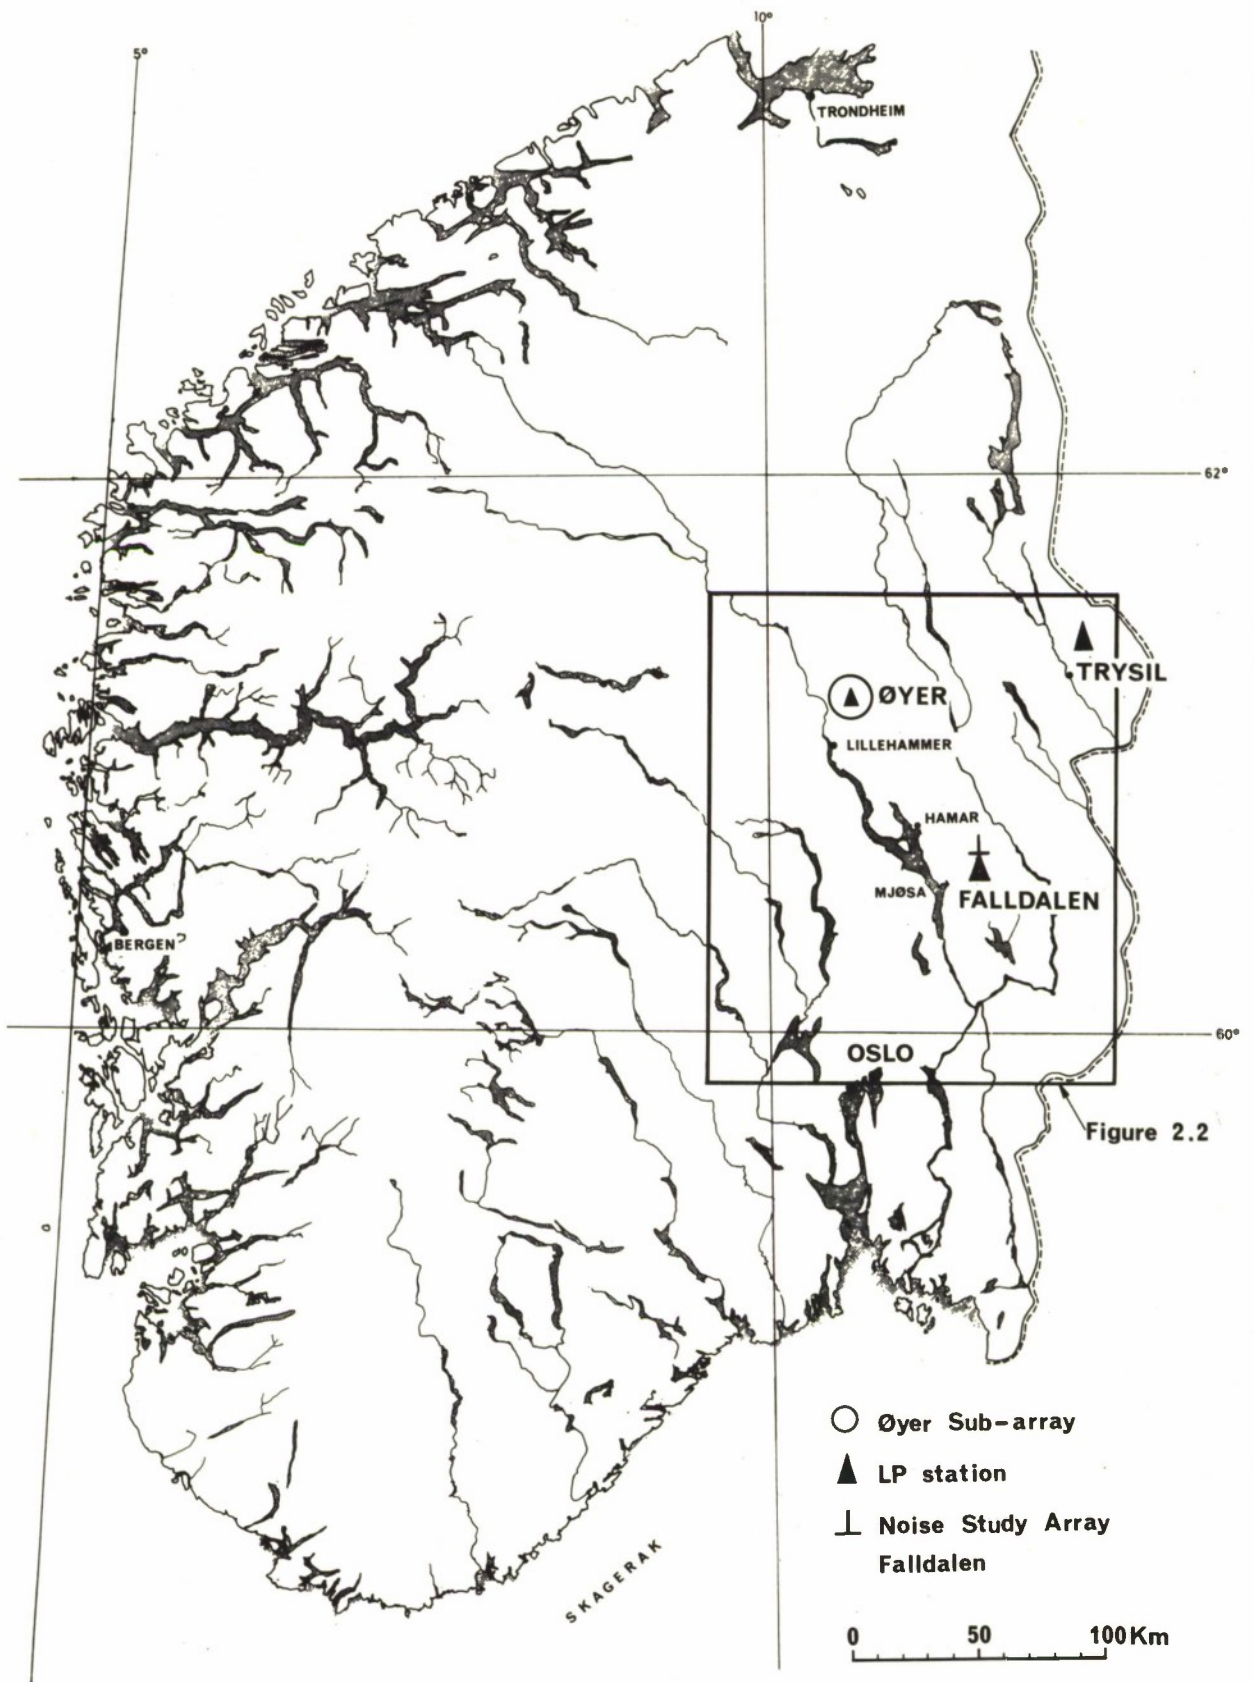 5°
10°
TRONDHEIM
62°
TRYSIL
ØYER
LILLEHAMMER
HAMAR
MJØSA
FALLDALEN
BERGEN
60°
OSLO
Figure 2.2
Øyer Sub-array
LP station
Noise Study Array
Falldalen
SKAGERAK
0 50 100Km